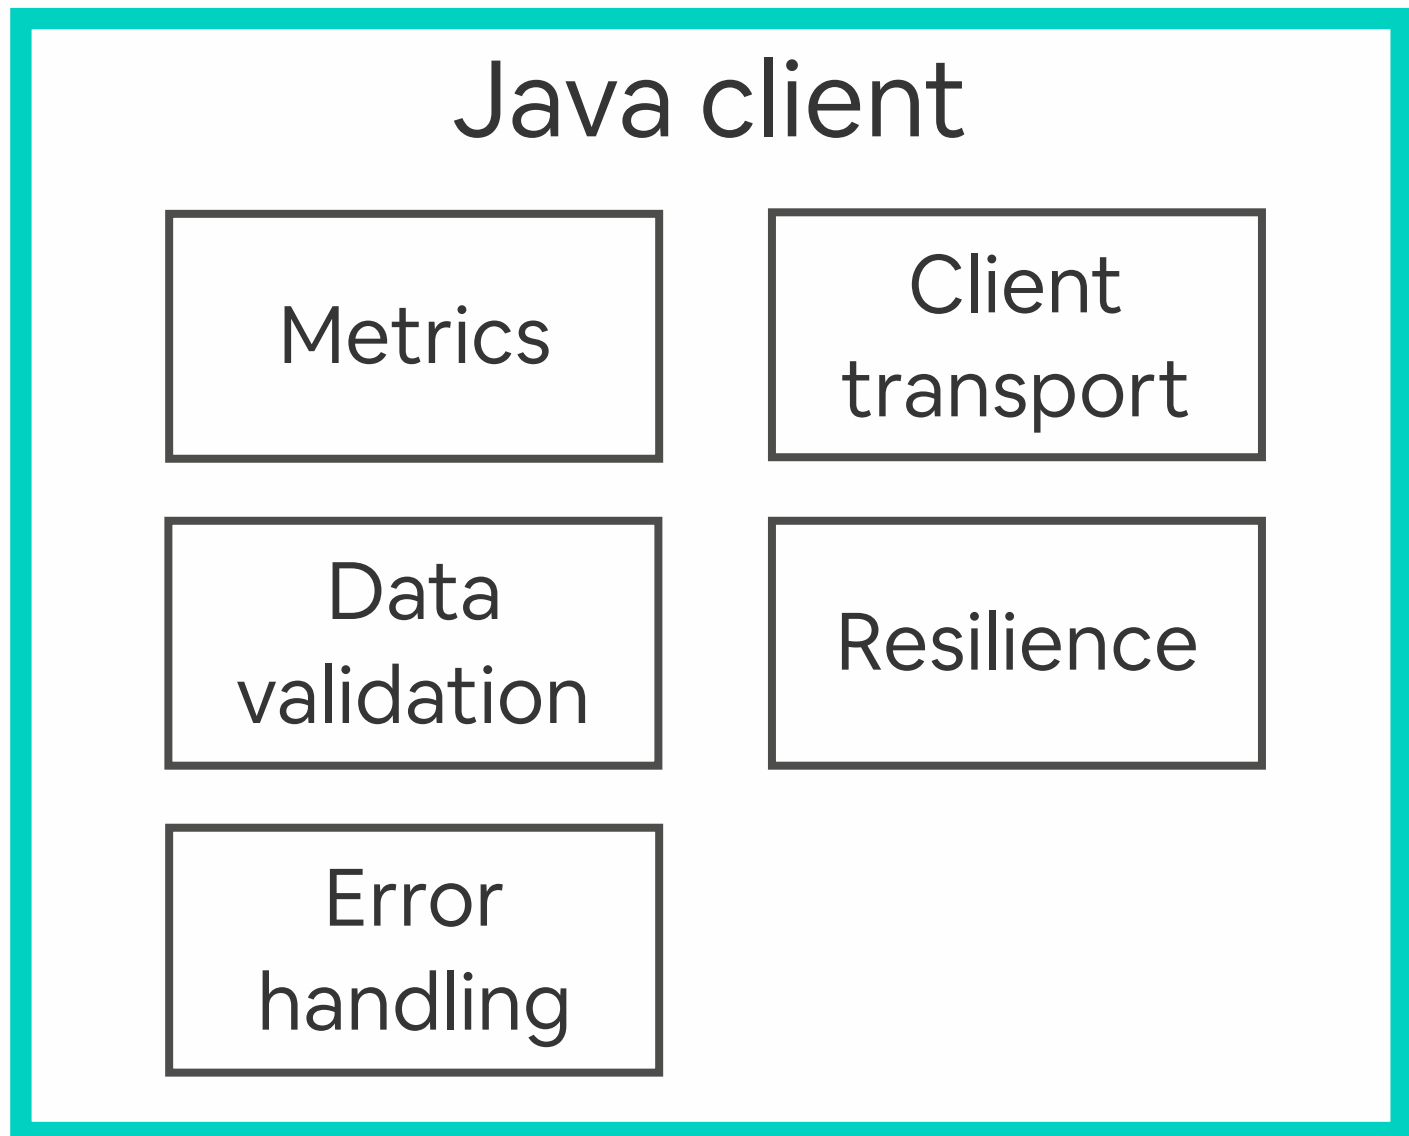 Java client
Metrics
Client
transport
Data
validation
Resilience
Error
handling